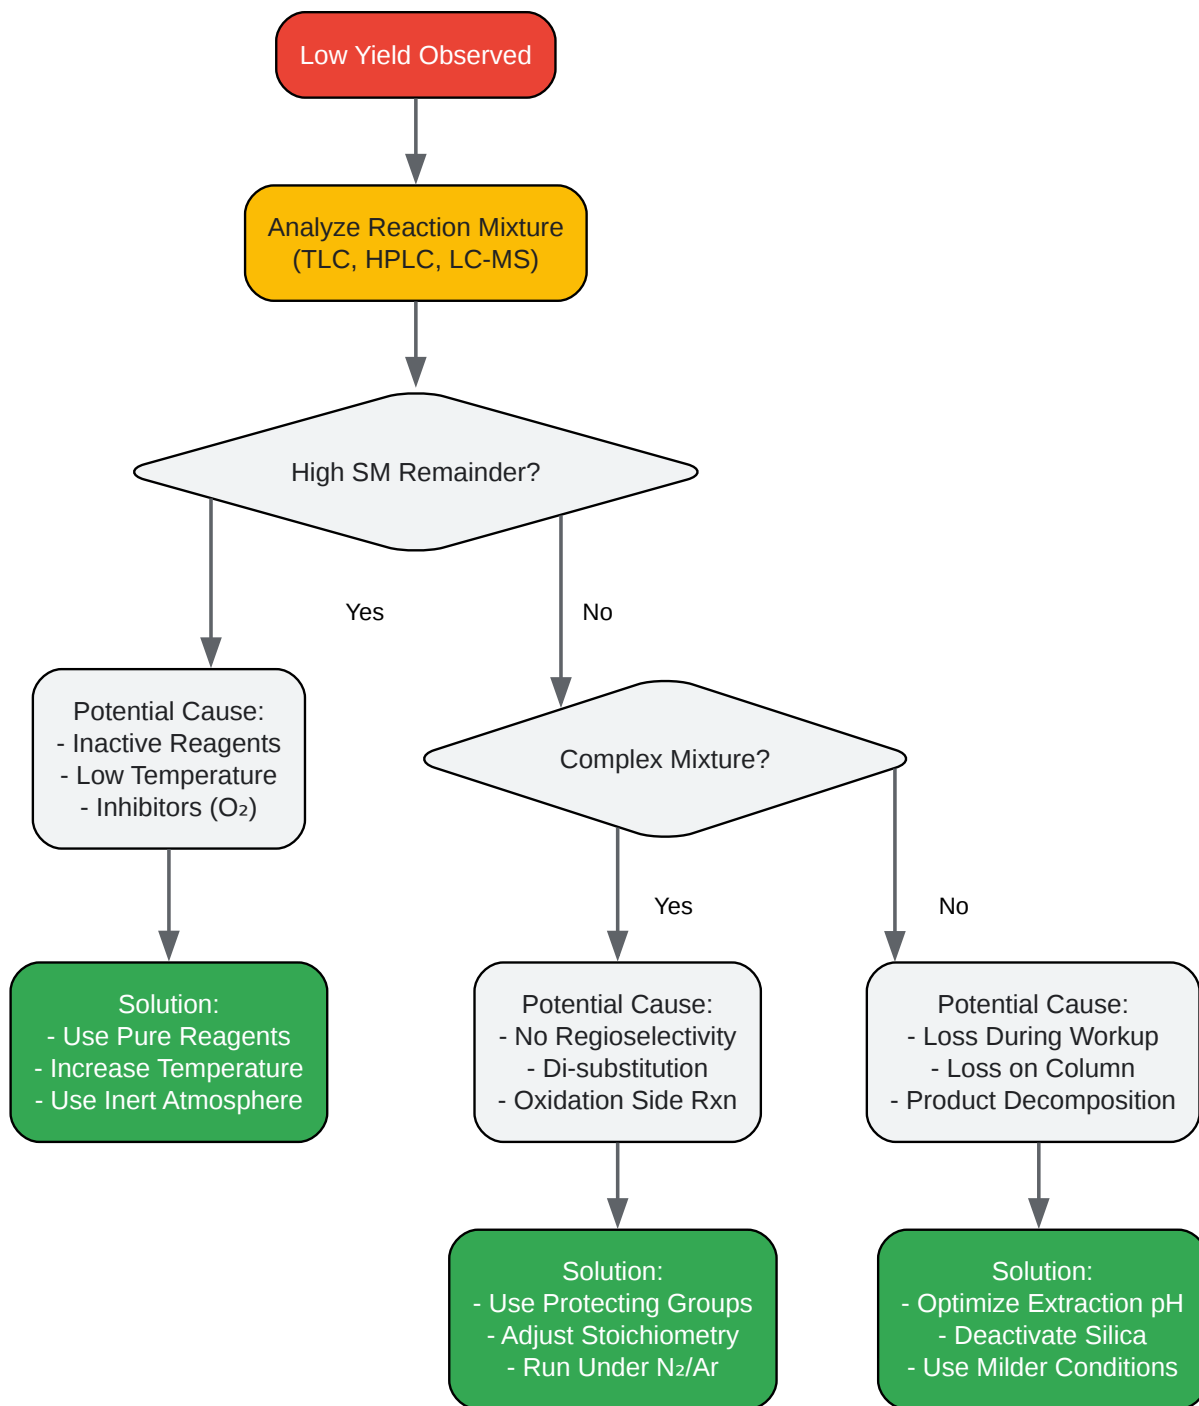 Low Yield Observed
Analyze Reaction Mixture
(TLC, HPLC, LC-MS)
High SM Remainder?
Yes
No
Potential Cause:
- Inactive Reagents
- Low Temperature
- Inhibitors (O₂)
Complex Mixture?
Yes
No
Solution:
- Use Pure Reagents
- Increase Temperature
- Use Inert Atmosphere
Potential Cause:
- No Regioselectivity
- Di-substitution
- Oxidation Side Rxn
Potential Cause:
- Loss During Workup
- Loss on Column
- Product Decomposition
Solution:
- Use Protecting Groups
- Adjust Stoichiometry
- Run Under N₂/Ar
Solution:
- Optimize Extraction pH
- Deactivate Silica
- Use Milder Conditions